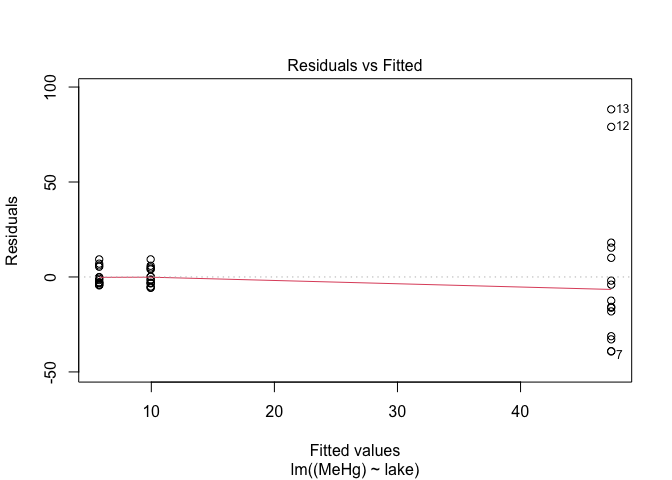 Residuals vs Fitted
100
50
0
-50
Residuals
13
12
7
10
20
30
40
Fitted values
lm((MeHg) ~ lake)